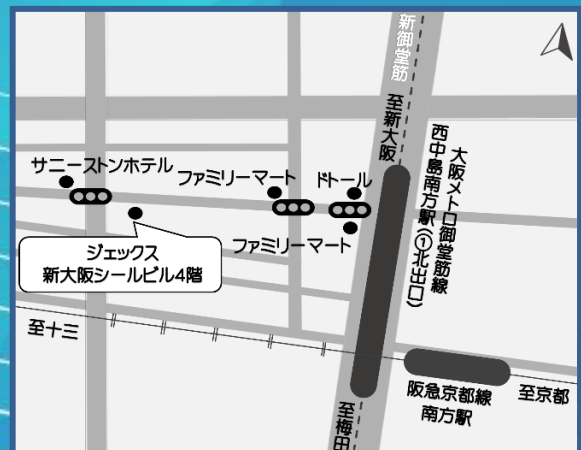 新御堂筋
至新大阪
大阪メトロ御堂筋線
西中島南方駅(①北出口)
サニーストンホテル
ファミリーマート
ドトール
ファミリーマート
ジェックス
新大阪シールビル4階
至十三
阪急京都線
南方駅
至京都
至梅田